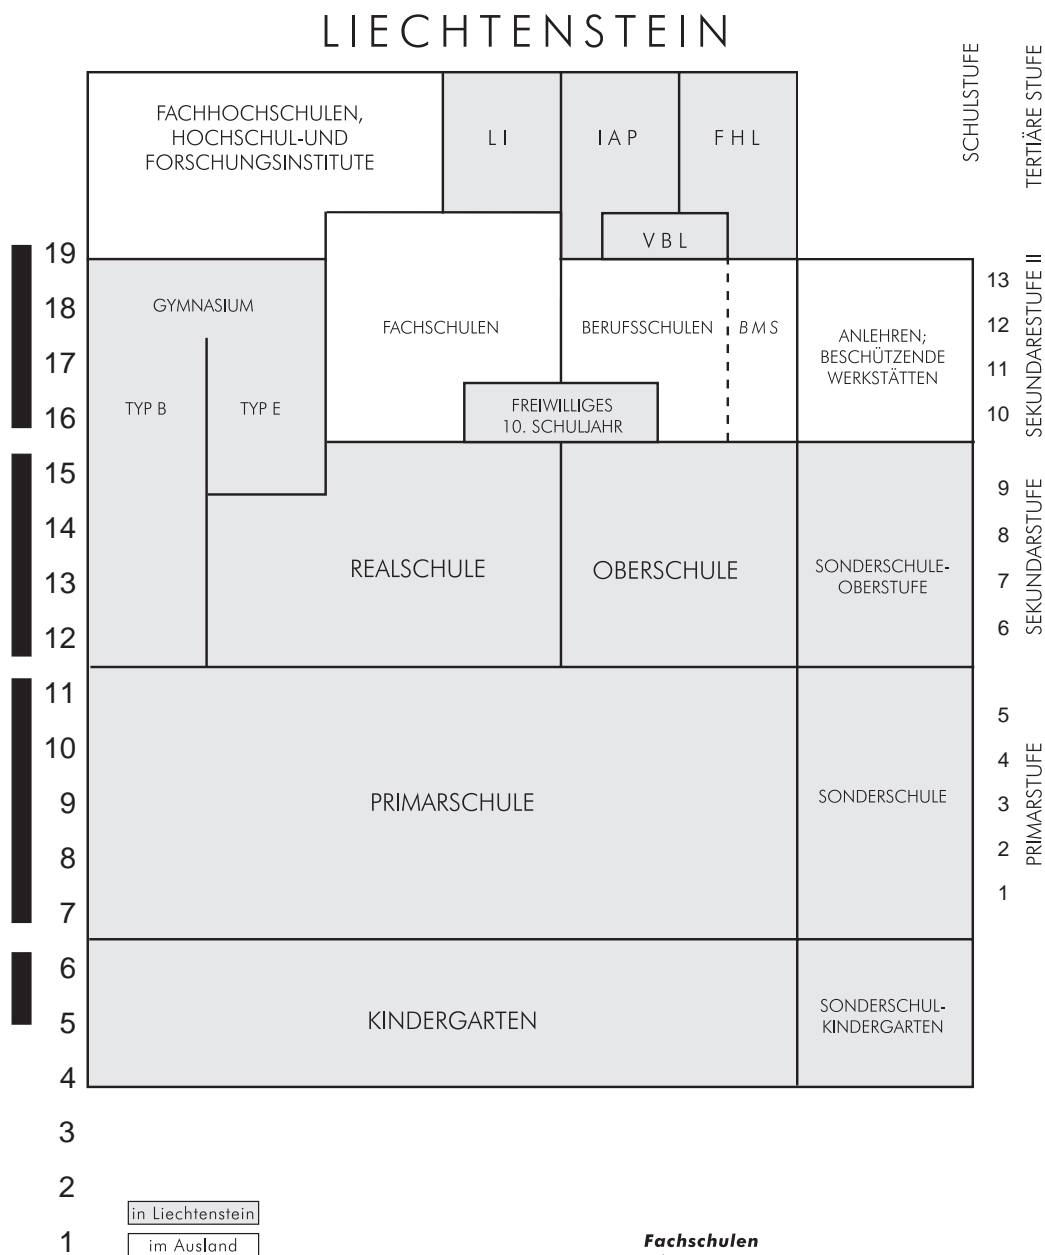 LIECHTENSTEIN
SCHULSTUFE
TERTIÄRE STUFE
FACHHOCHSCHULEN,
HOCHSCHUL-UND
FORSCHUNGSINSTITUTE
LI
IAP
FHL
VBL
19
18
17
16
15
14
13
12
11
10
9
8
7
6
5
4
3
2
1
GYMNASIUM
TYP B
TYP E
FACHSCHULEN
BERUFSSCHULEN
BMS
FREIWILLIGES
10. SCHULJAHR
ANLEHREN;
BESCHÜTZENDE
WERKSTÄTTEN
13
12
11
10
SEKUNDARESTUFE II
REALSCHULE
OBERSCHULE
SONDERSCHULE-
OBERSTUFE
9
8
7
6
SEKUNDARSTUFE
PRIMARSCHULE
SONDERSCHULE
5
4
3
2
1
PRIMARSTUFE
KINDERGARTEN
SONDERSCHUL-
KINDERGARTEN
in Liechtenstein
im Ausland
Fachschulen